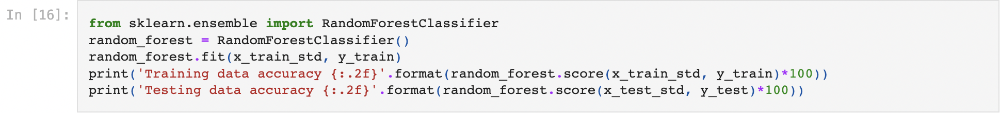 In [16]:
from sklearn.ensemble import RandomForestClassifier
random_forest = RandomForestClassifier()
random_forest.fit(x_train_std, y_train)
print('Training data accuracy {:.2f}'.format(random_forest.score(x_train_std, y_train)*100))
print('Testing data accuracy {:.2f}'.format(random_forest.score(x_test_std, y_test)*100))